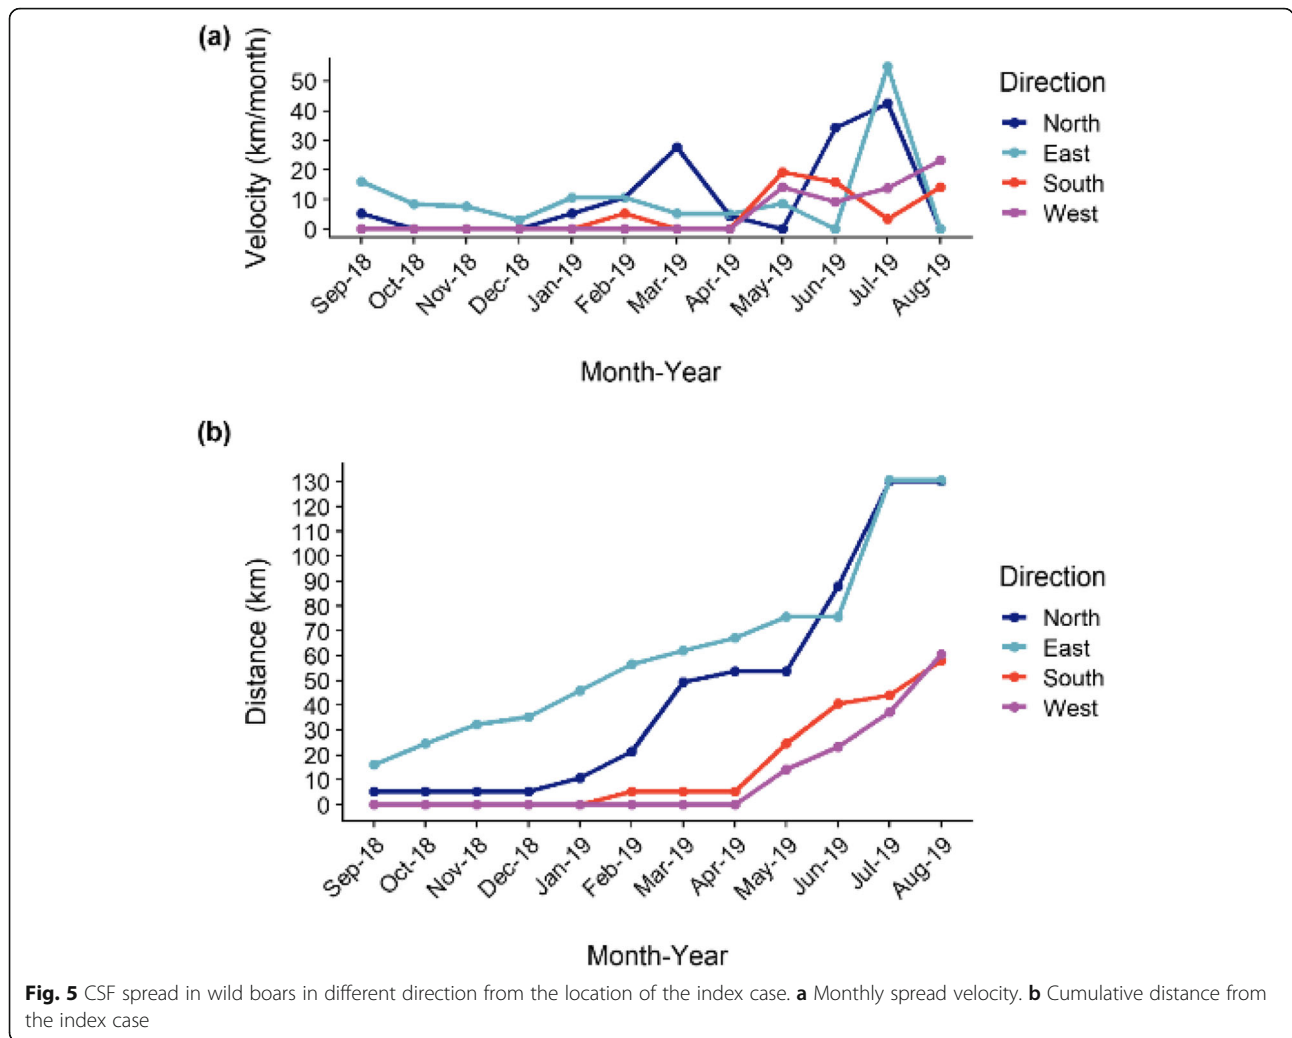 (a)
Velocity (km/month)
50
40
30
20
10
0
Sep-18
Oct-18
Nov-18
Dec-18
Jan-19
Feb-19
Mar-19
Apr-19
May-19
Jun-19
Jul-19
Aug-19
Month-Year
Direction
North
East
South
West
(b)
Distance (km)
130
120
110
100
90
80
70
60
50
40
30
20
10
0
Sep-18
Oct-18
Nov-18
Dec-18
Jan-19
Feb-19
Mar-19
Apr-19
May-19
Jun-19
Jul-19
Aug-19
Month-Year
Direction
North
East
South
West
Fig. 5 CSF spread in wild boars in different direction from the location of the index case. a Monthly spread velocity. b Cumulative distance from
the index case